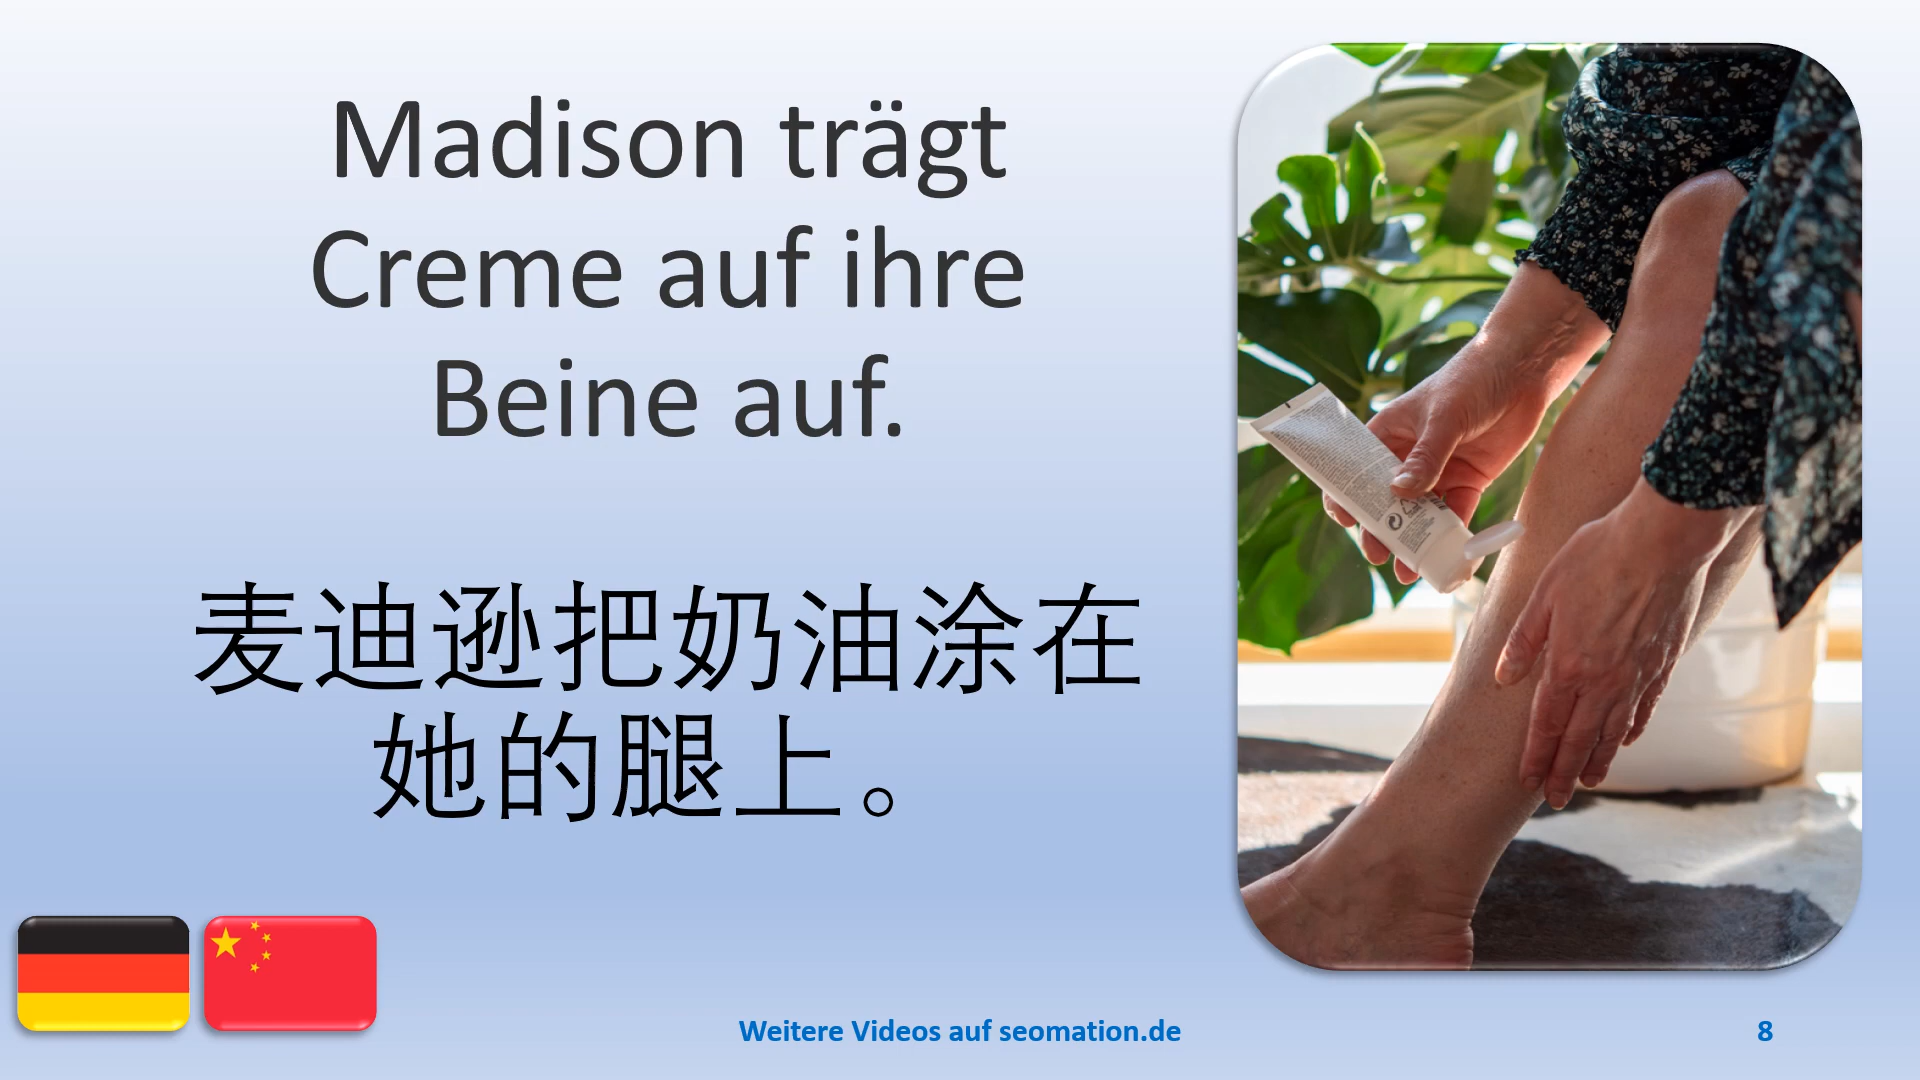 Madison trägt
Creme auf ihre
Beine auf.
麦迪逊把奶油涂在
她的腿上。
Weitere Videos auf seomation.de
8